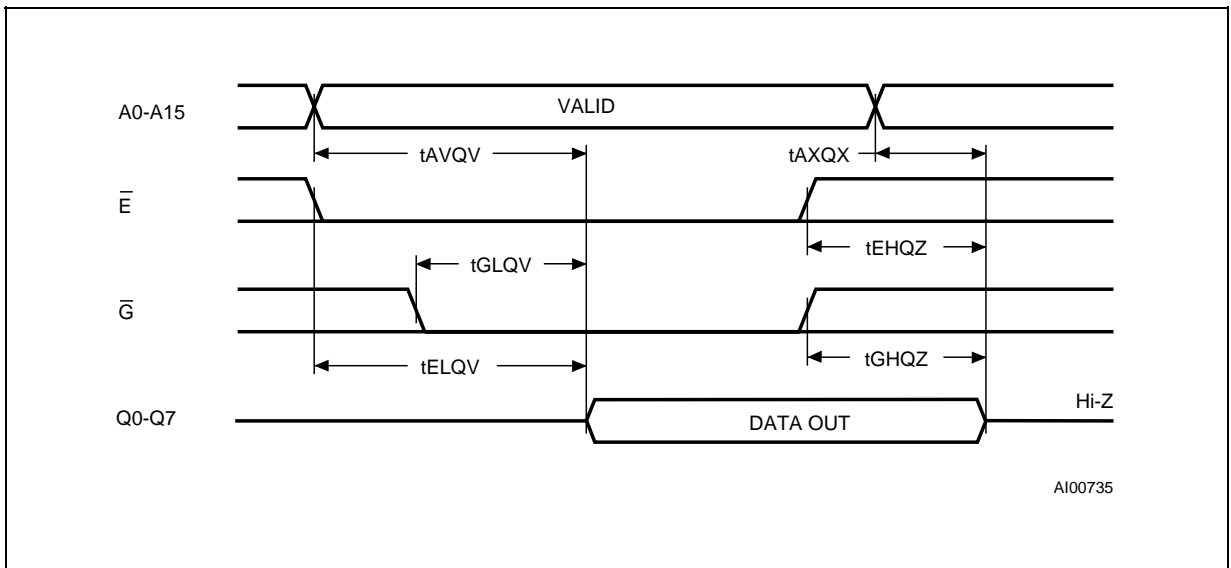 A0-A15
VALID
tAVQV
tAXQX
E̅
tEHQZ
tGLQV
G̅
tGHQZ
tELQV
Hi-Z
Q0-Q7
DATA OUT
AI00735